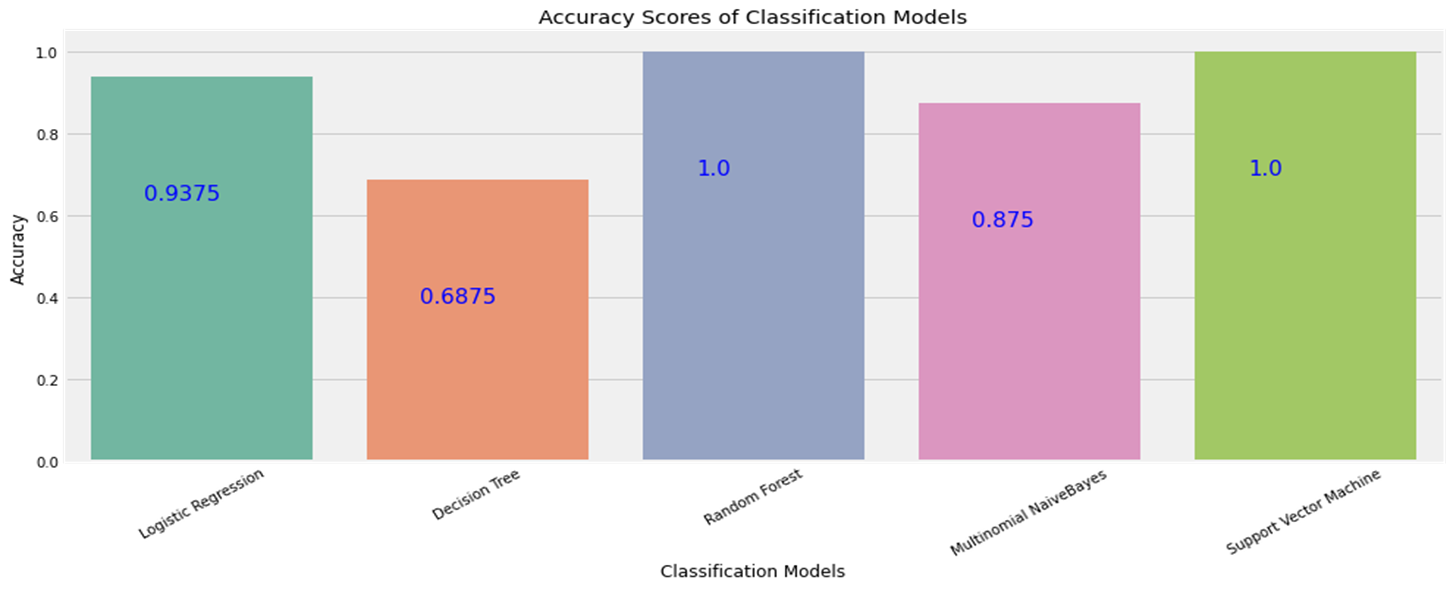 Accuracy Scores of Classification Models
1.0
0.8
0.6
0.4
0.2
0.0
Accuracy
0.9375
0.6875
1.0
0.875
1.0
Logistic Regression
Decision Tree
Random Forest
Multinomial NaiveBayes
Support Vector Machine
Classification Models